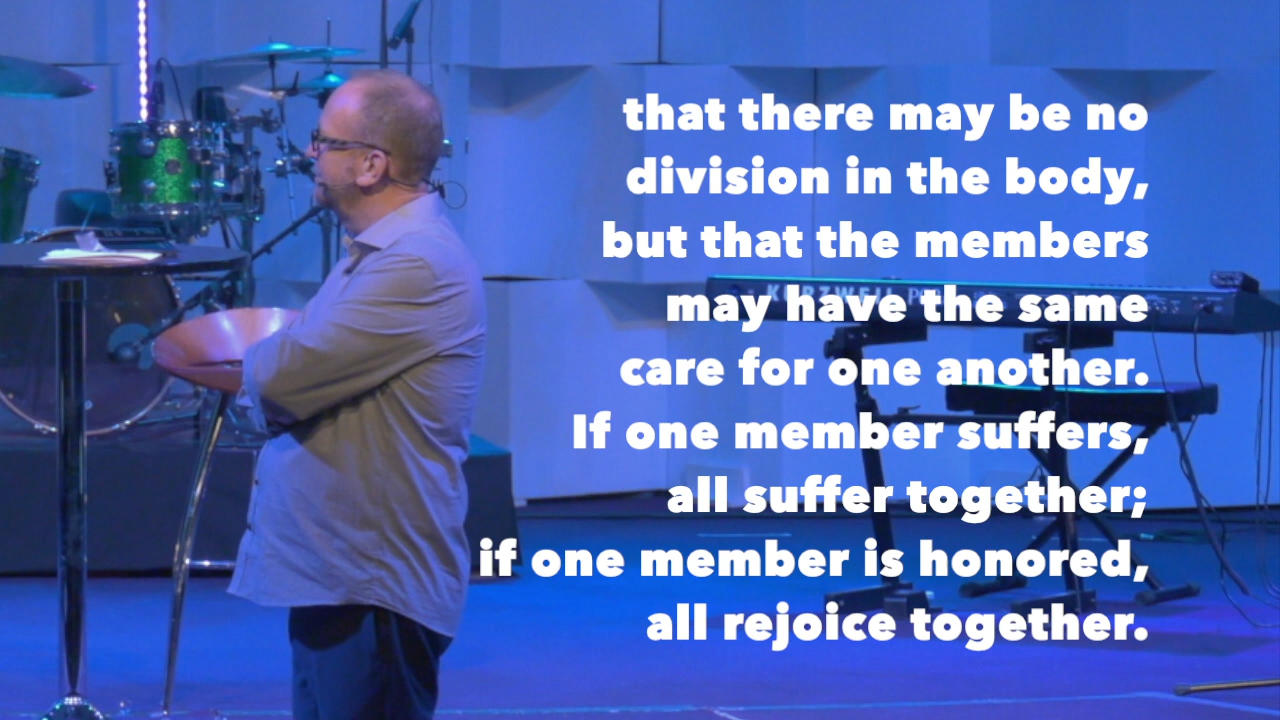 that there may be no
division in the body,
but that the members
KURZWEIL
may have the same
care for one another.
If one member suffers,
all suffer together;
if one member is honored,
all rejoice together.